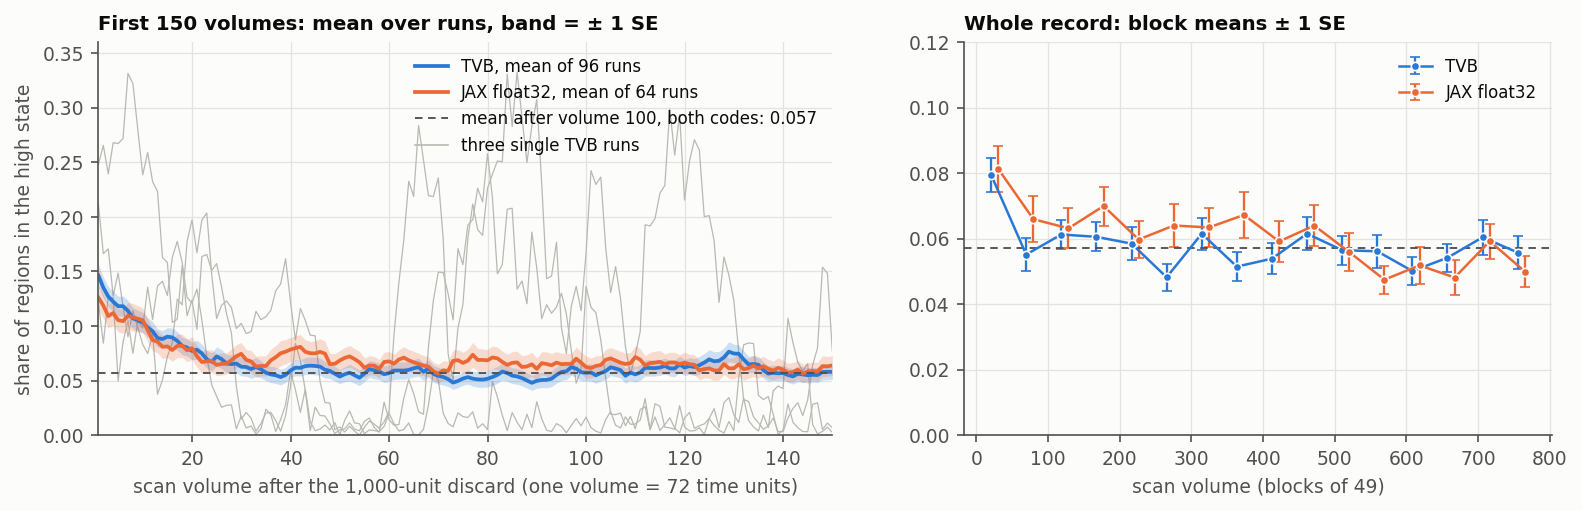 First 150 volumes: mean over runs, band = ± 1 SE
TVB, mean of 96 runs
JAX float32, mean of 64 runs
mean after volume 100, both codes: 0.057
three single TVB runs
share of regions in the high state
0.35
0.30
0.25
0.20
0.15
0.10
0.05
0.00
20 40 60 80 100 120 140
scan volume after the 1,000-unit discard (one volume = 72 time units)
Whole record: block means ± 1 SE
TVB
JAX float32
0.12
0.10
0.08
0.06
0.04
0.02
0.00
0 100 200 300 400 500 600 700 800
scan volume (blocks of 49)